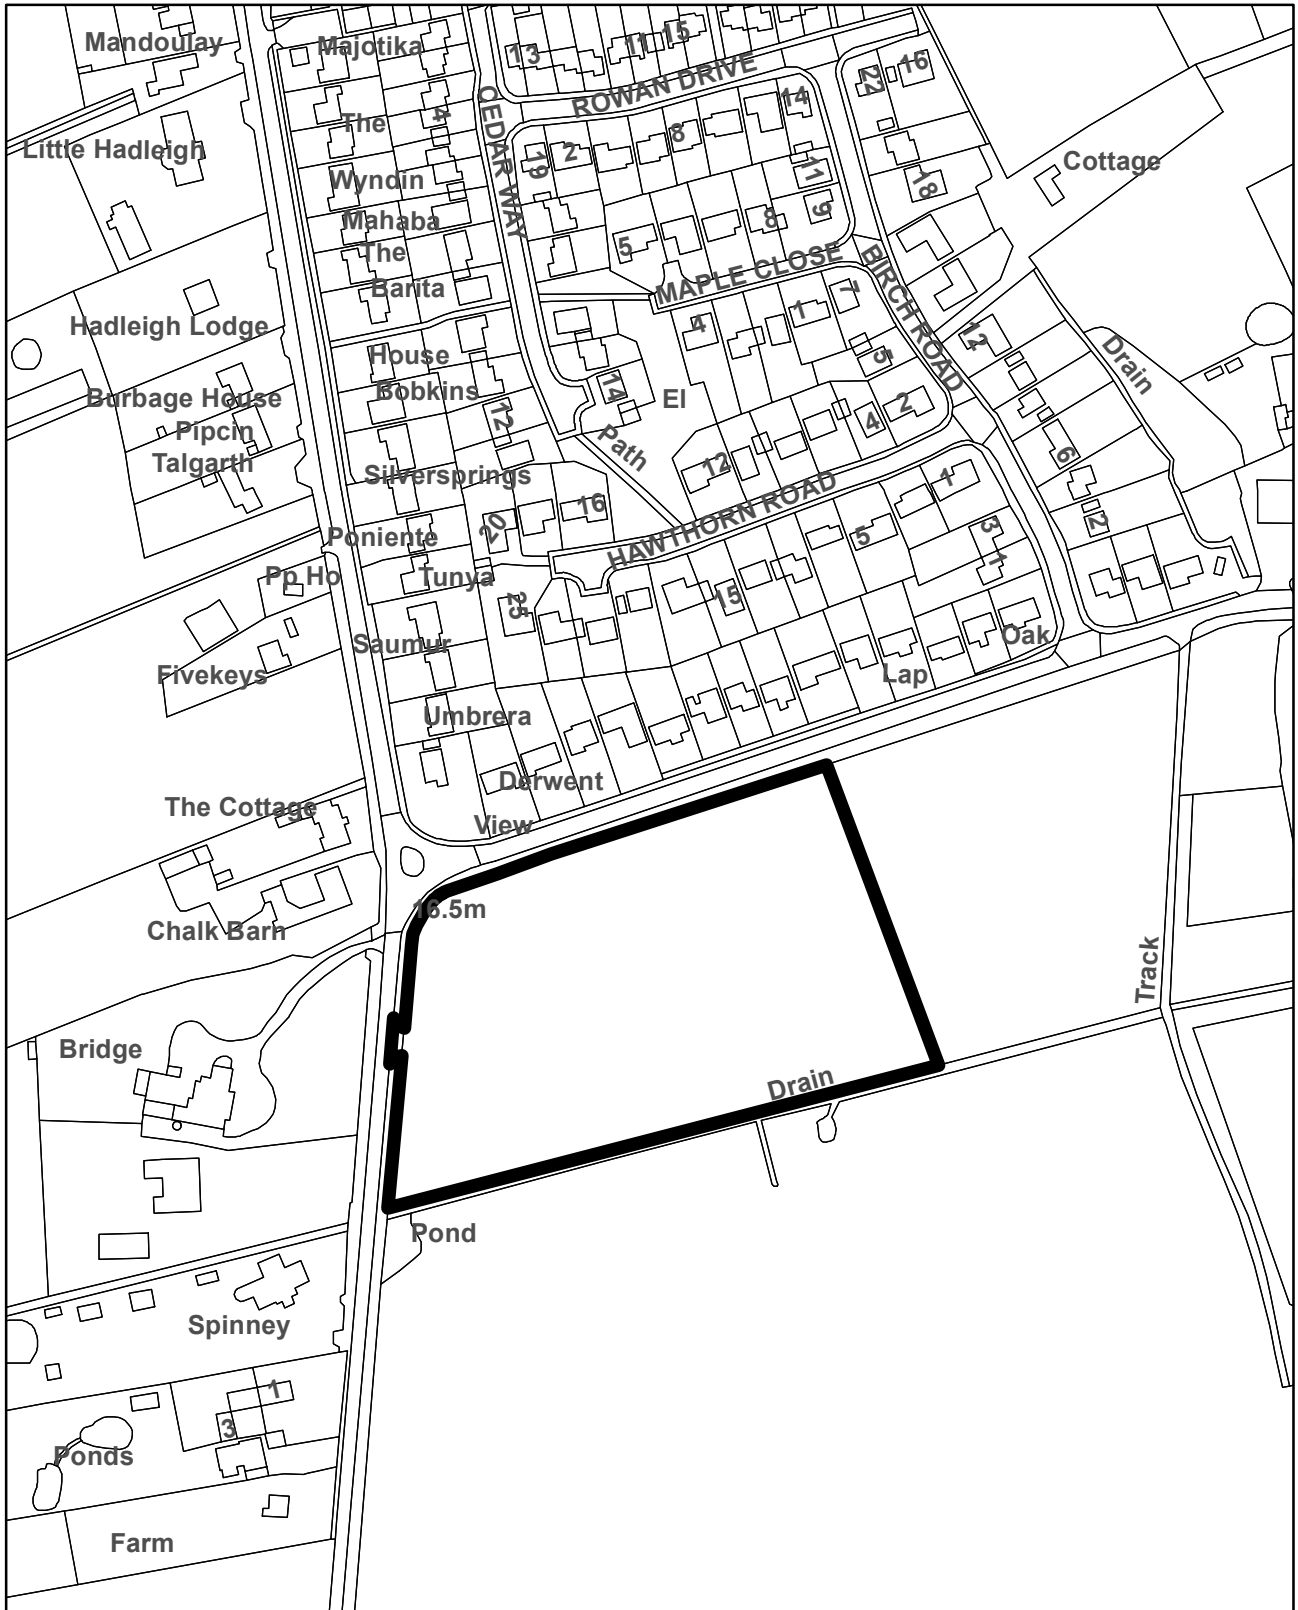 Mandoulay
Majotika
13
11
15
16
22
ROWAN DRIVE
14
CEDAR WAY
4
The
Little Hadleigh
19
2
8
Cottage
Wyndin
11
18
Mahaba
9
8
The
5
MAPLE CLOSE
BIRCH ROAD
Barita
7
Hadleigh Lodge
4
1
12
House
5
Drain
Bobkins
14
El
Burbage House
12
2
4
Pipcin
Path
Talgarth
12
6
Silversprings
HAWTHORN ROAD
1
16
20
2
Poniente
5
3
Pp Ho
Tunya
1
25
15
Saumur
Oak
Fivekeys
Lap
Umbrera
Derwent
The Cottage
View
16.5m
Chalk Barn
Track
Bridge
Drain
Pond
Spinney
1
3
Ponds
Farm